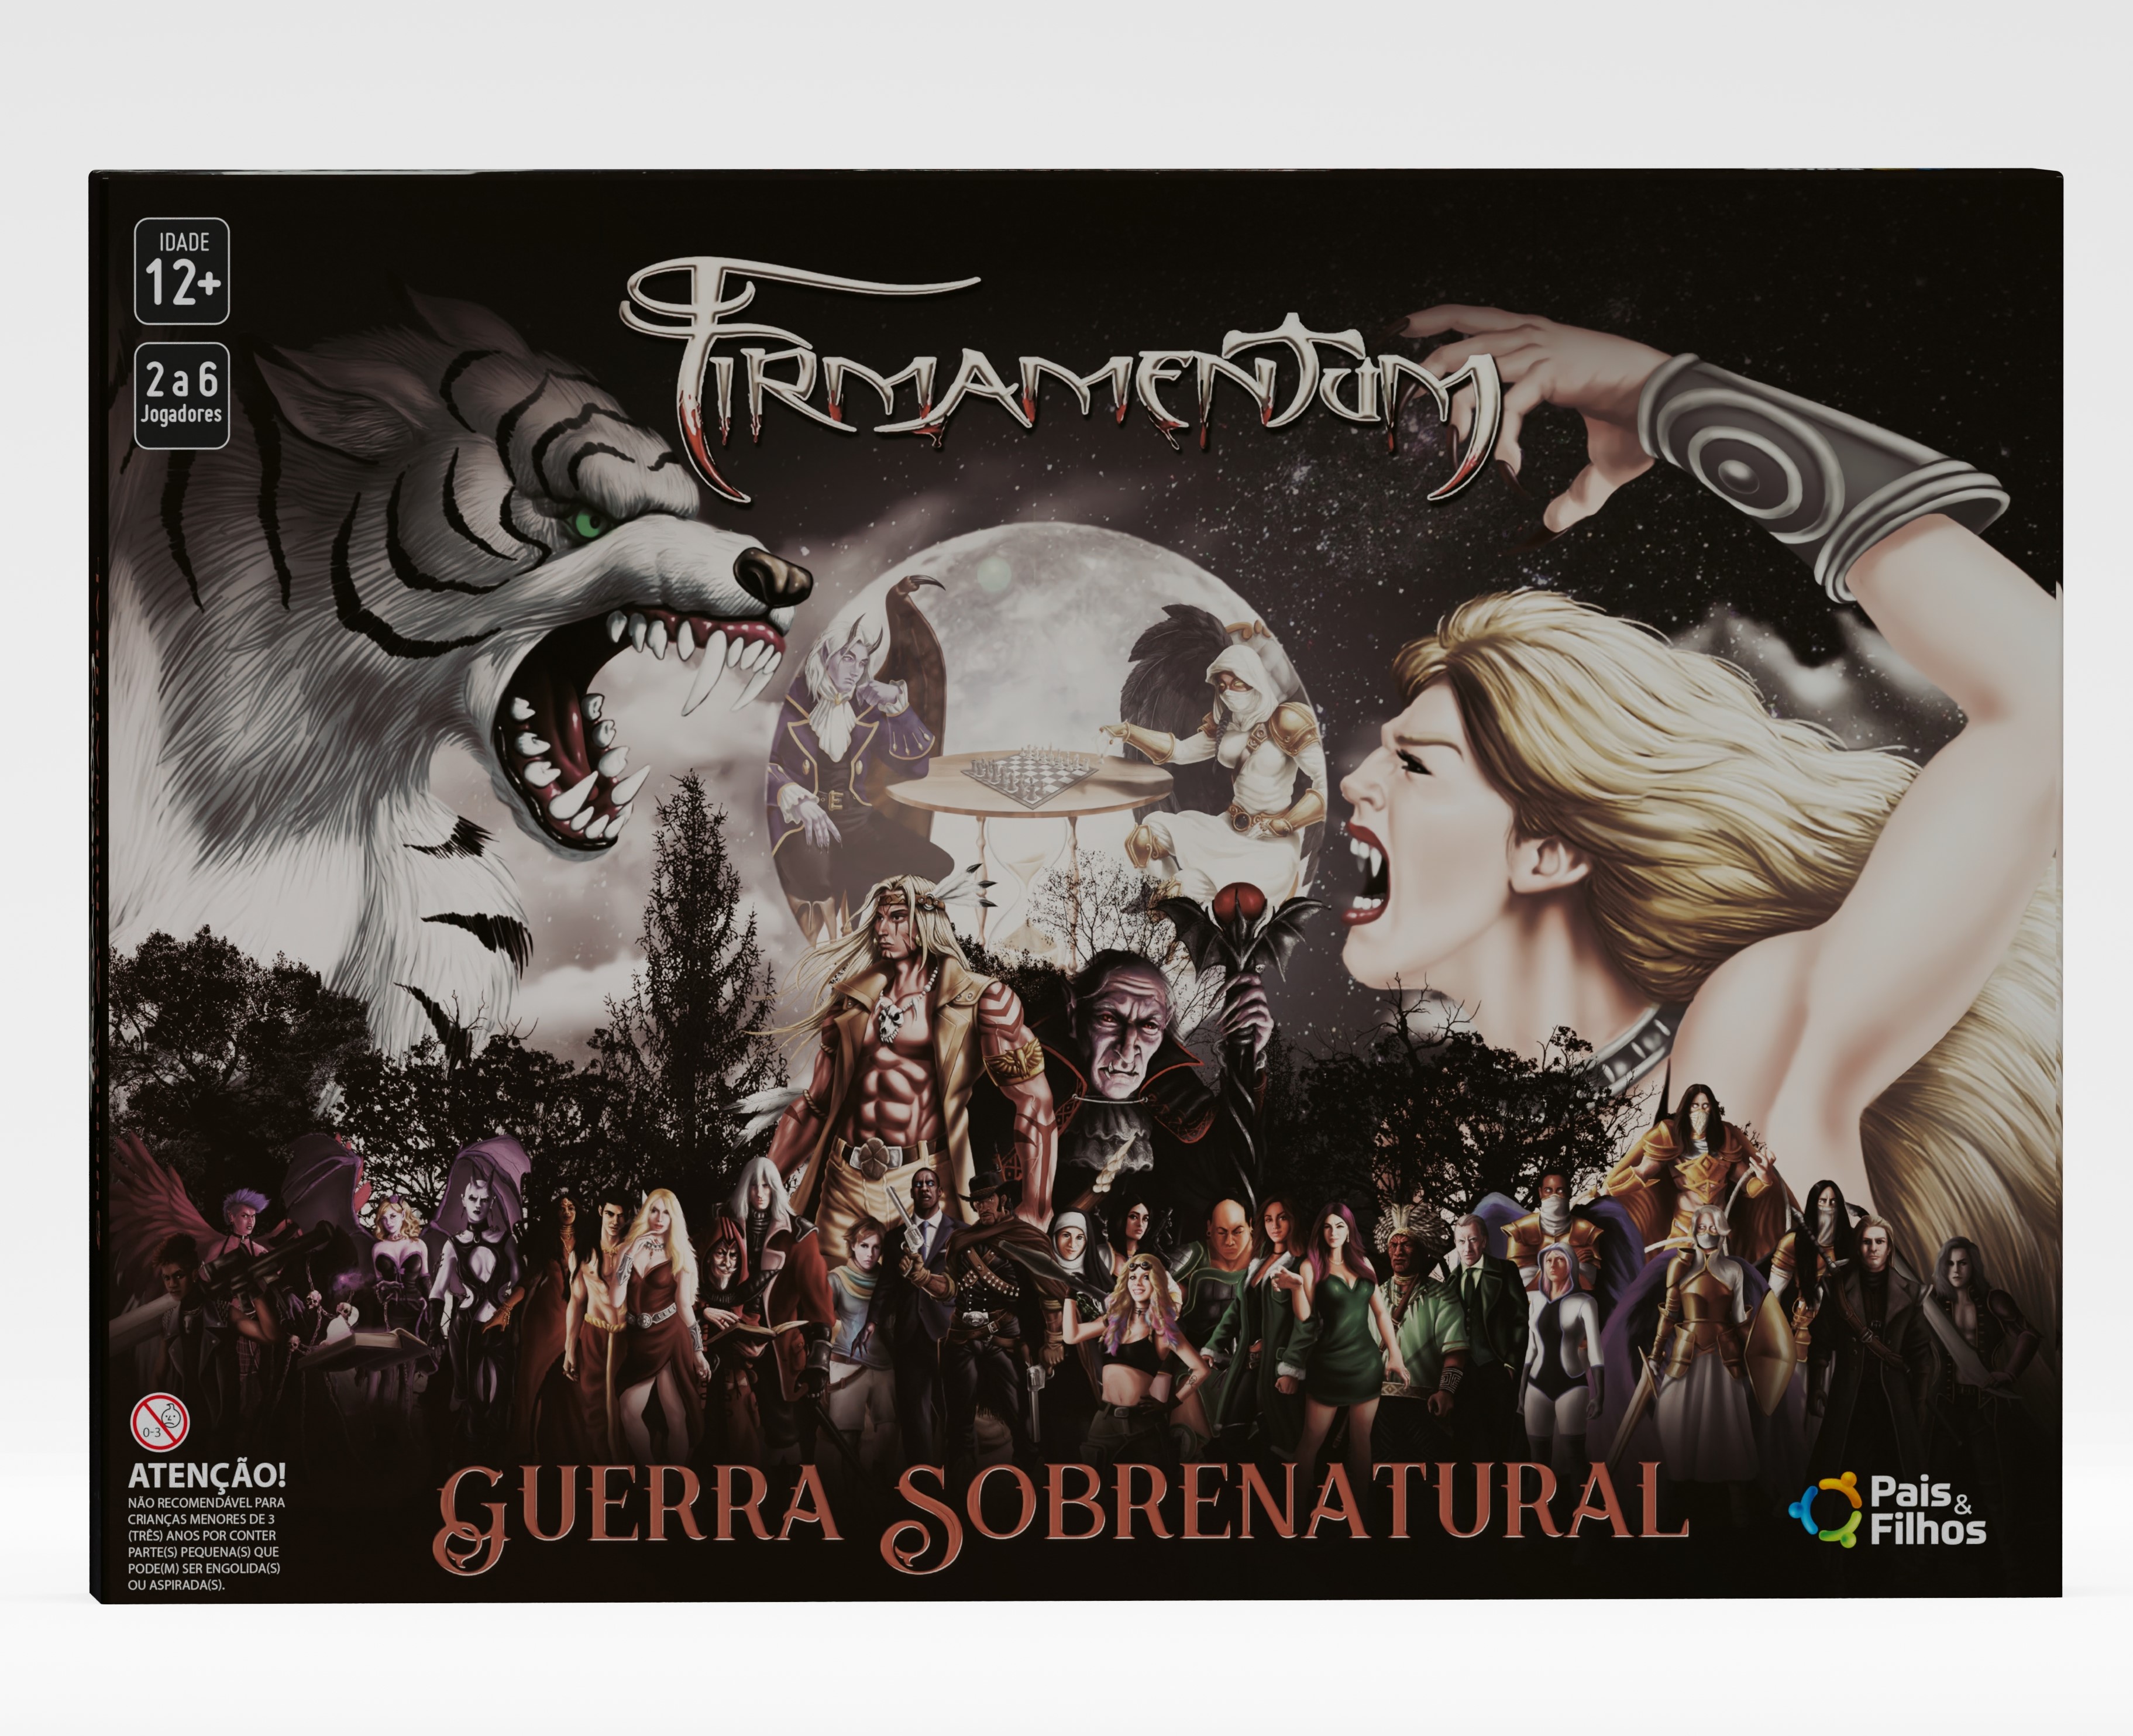 IDADE
12+
2 a 6
Jogadores
FIRMAMENTUM
E
0-3
ATENÇÃO!
NÃO RECOMENDÁVEL PARA
CRIANÇAS MENORES DE 3
(TRÊS) ANOS POR CONTER
PARTE(S) PEQUENA(S) QUE
PODE(M) SER ENGOLIDA(S)
OU ASPIRADA(S).
GUERRA SOBRENATURAL
Pais &
Filhos